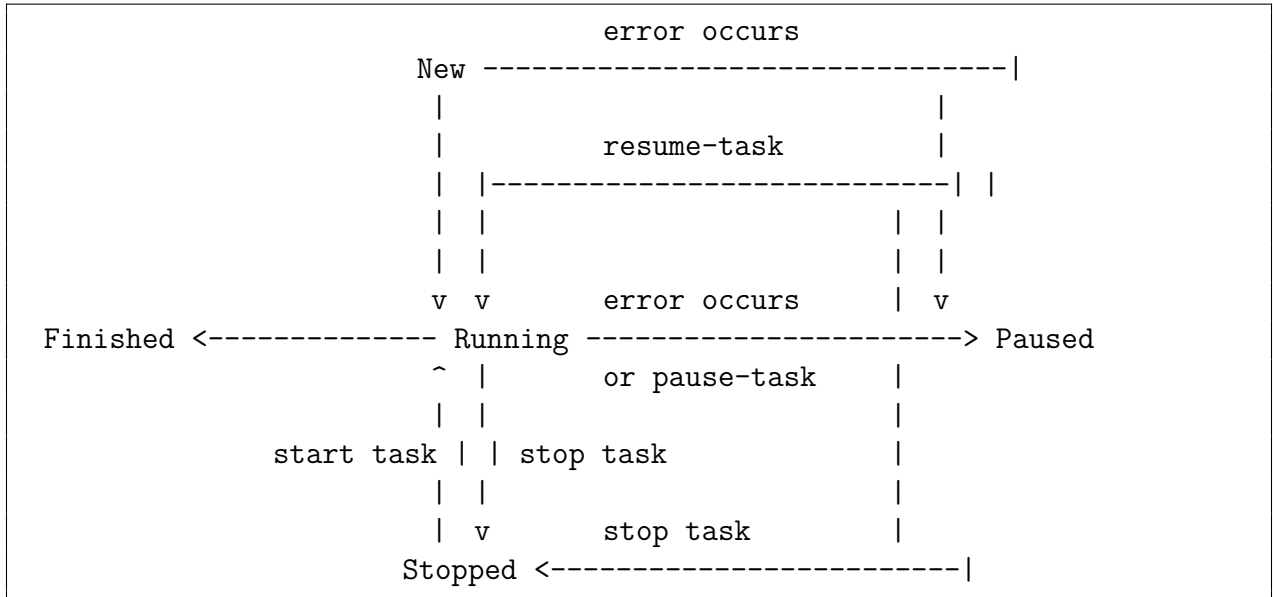 error occurs
New --------------------------------|
| |
| resume-task |
| |----------------------------| |
| | | |
| | | |
v v error occurs | v
Finished <-------------- Running -----------------------> Paused
^ | or pause-task |
| | |
start task | | stop task |
| | |
| v stop task |
Stopped <-------------------------|